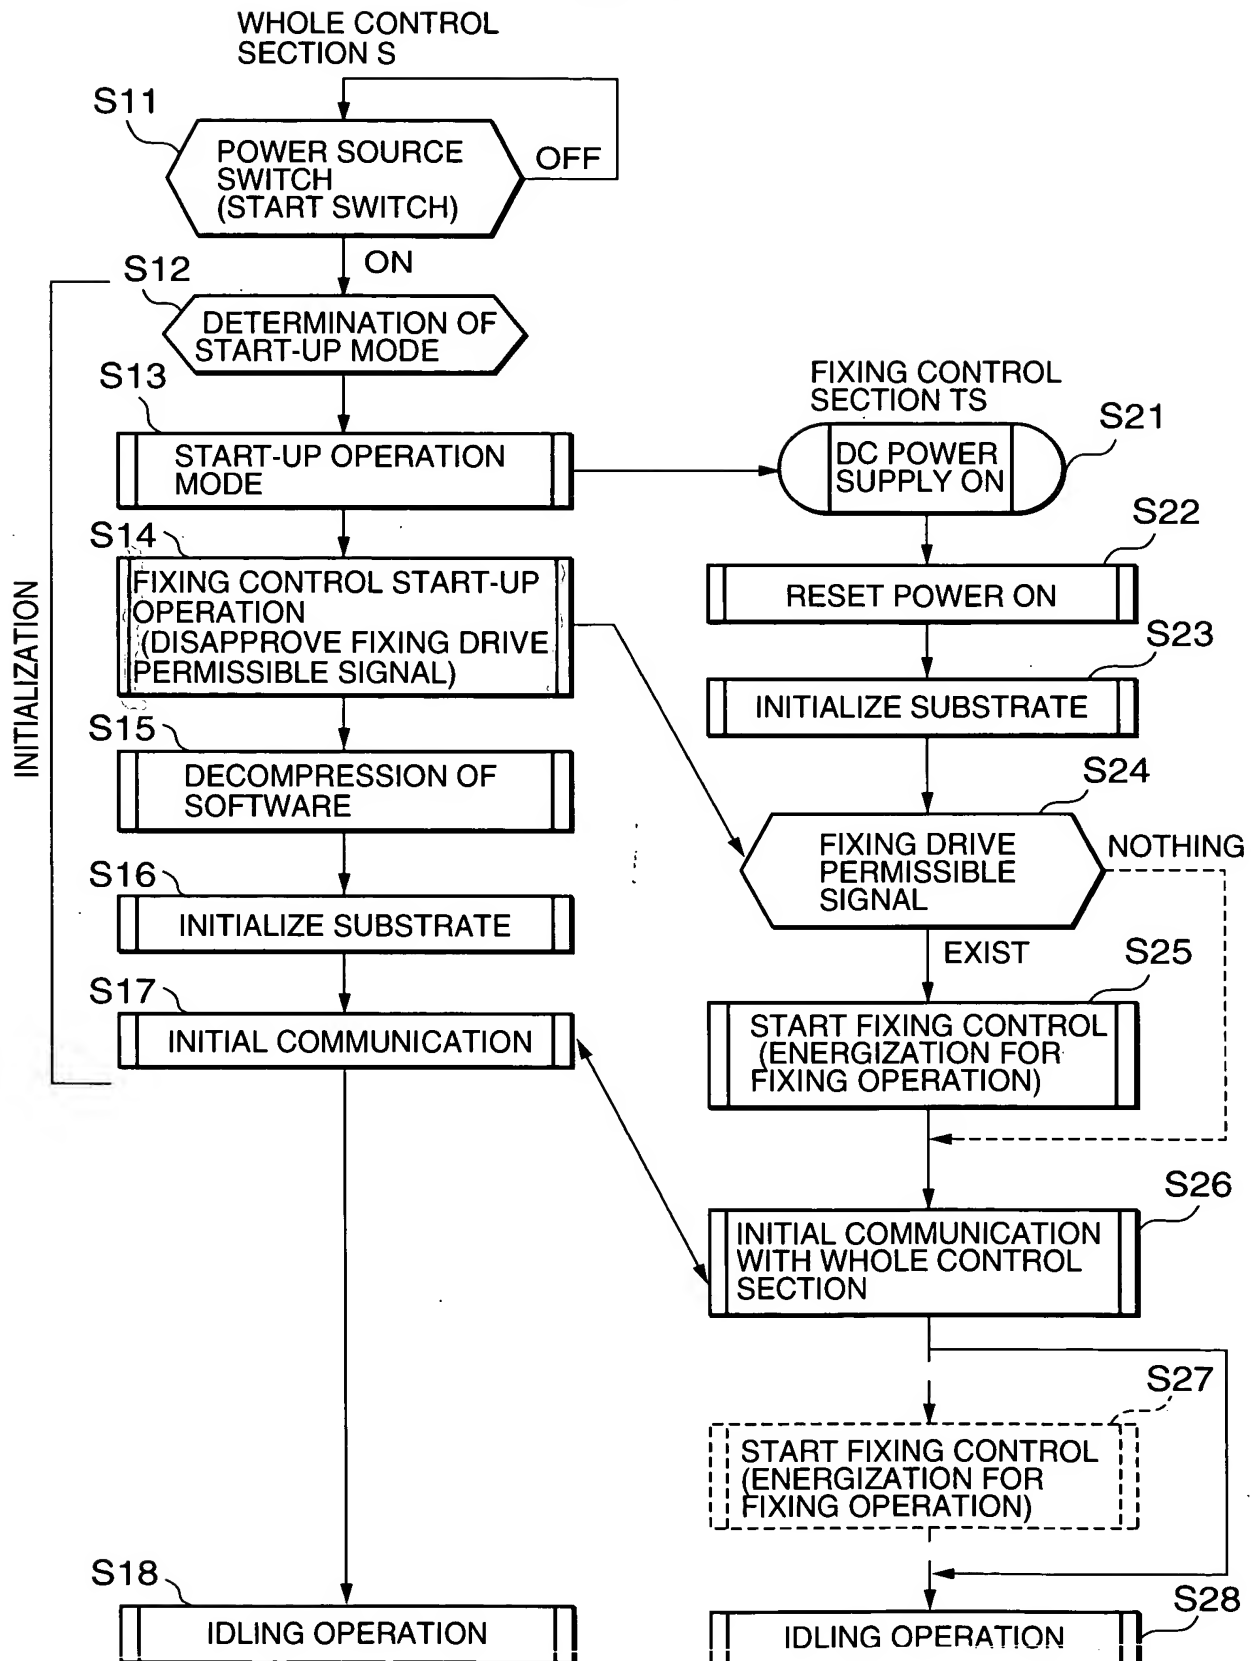 WHOLE CONTROL
SECTION S
S11
POWER SOURCE
SWITCH
(START SWITCH)
OFF
ON
S12
DETERMINATION OF
START-UP MODE
S13
START-UP OPERATION
MODE
S14
FIXING CONTROL START-UP
OPERATION
(DISAPPROVE FIXING DRIVE
PERMISSIBLE SIGNAL)
S15
DECOMPRESSION OF
SOFTWARE
S16
INITIALIZE SUBSTRATE
S17
INITIAL COMMUNICATION
S18
IDLING OPERATION
INITIALIZATION
FIXING CONTROL
SECTION TS
S21
DC POWER
SUPPLY ON
S22
RESET POWER ON
S23
INITIALIZE SUBSTRATE
S24
FIXING DRIVE
PERMISSIBLE
SIGNAL
NOTHING
EXIST
S25
START FIXING CONTROL
(ENERGIZATION FOR
FIXING OPERATION)
S26
INITIAL COMMUNICATION
WITH WHOLE CONTROL
SECTION
S27
START FIXING CONTROL
(ENERGIZATION FOR
FIXING OPERATION)
S28
IDLING OPERATION